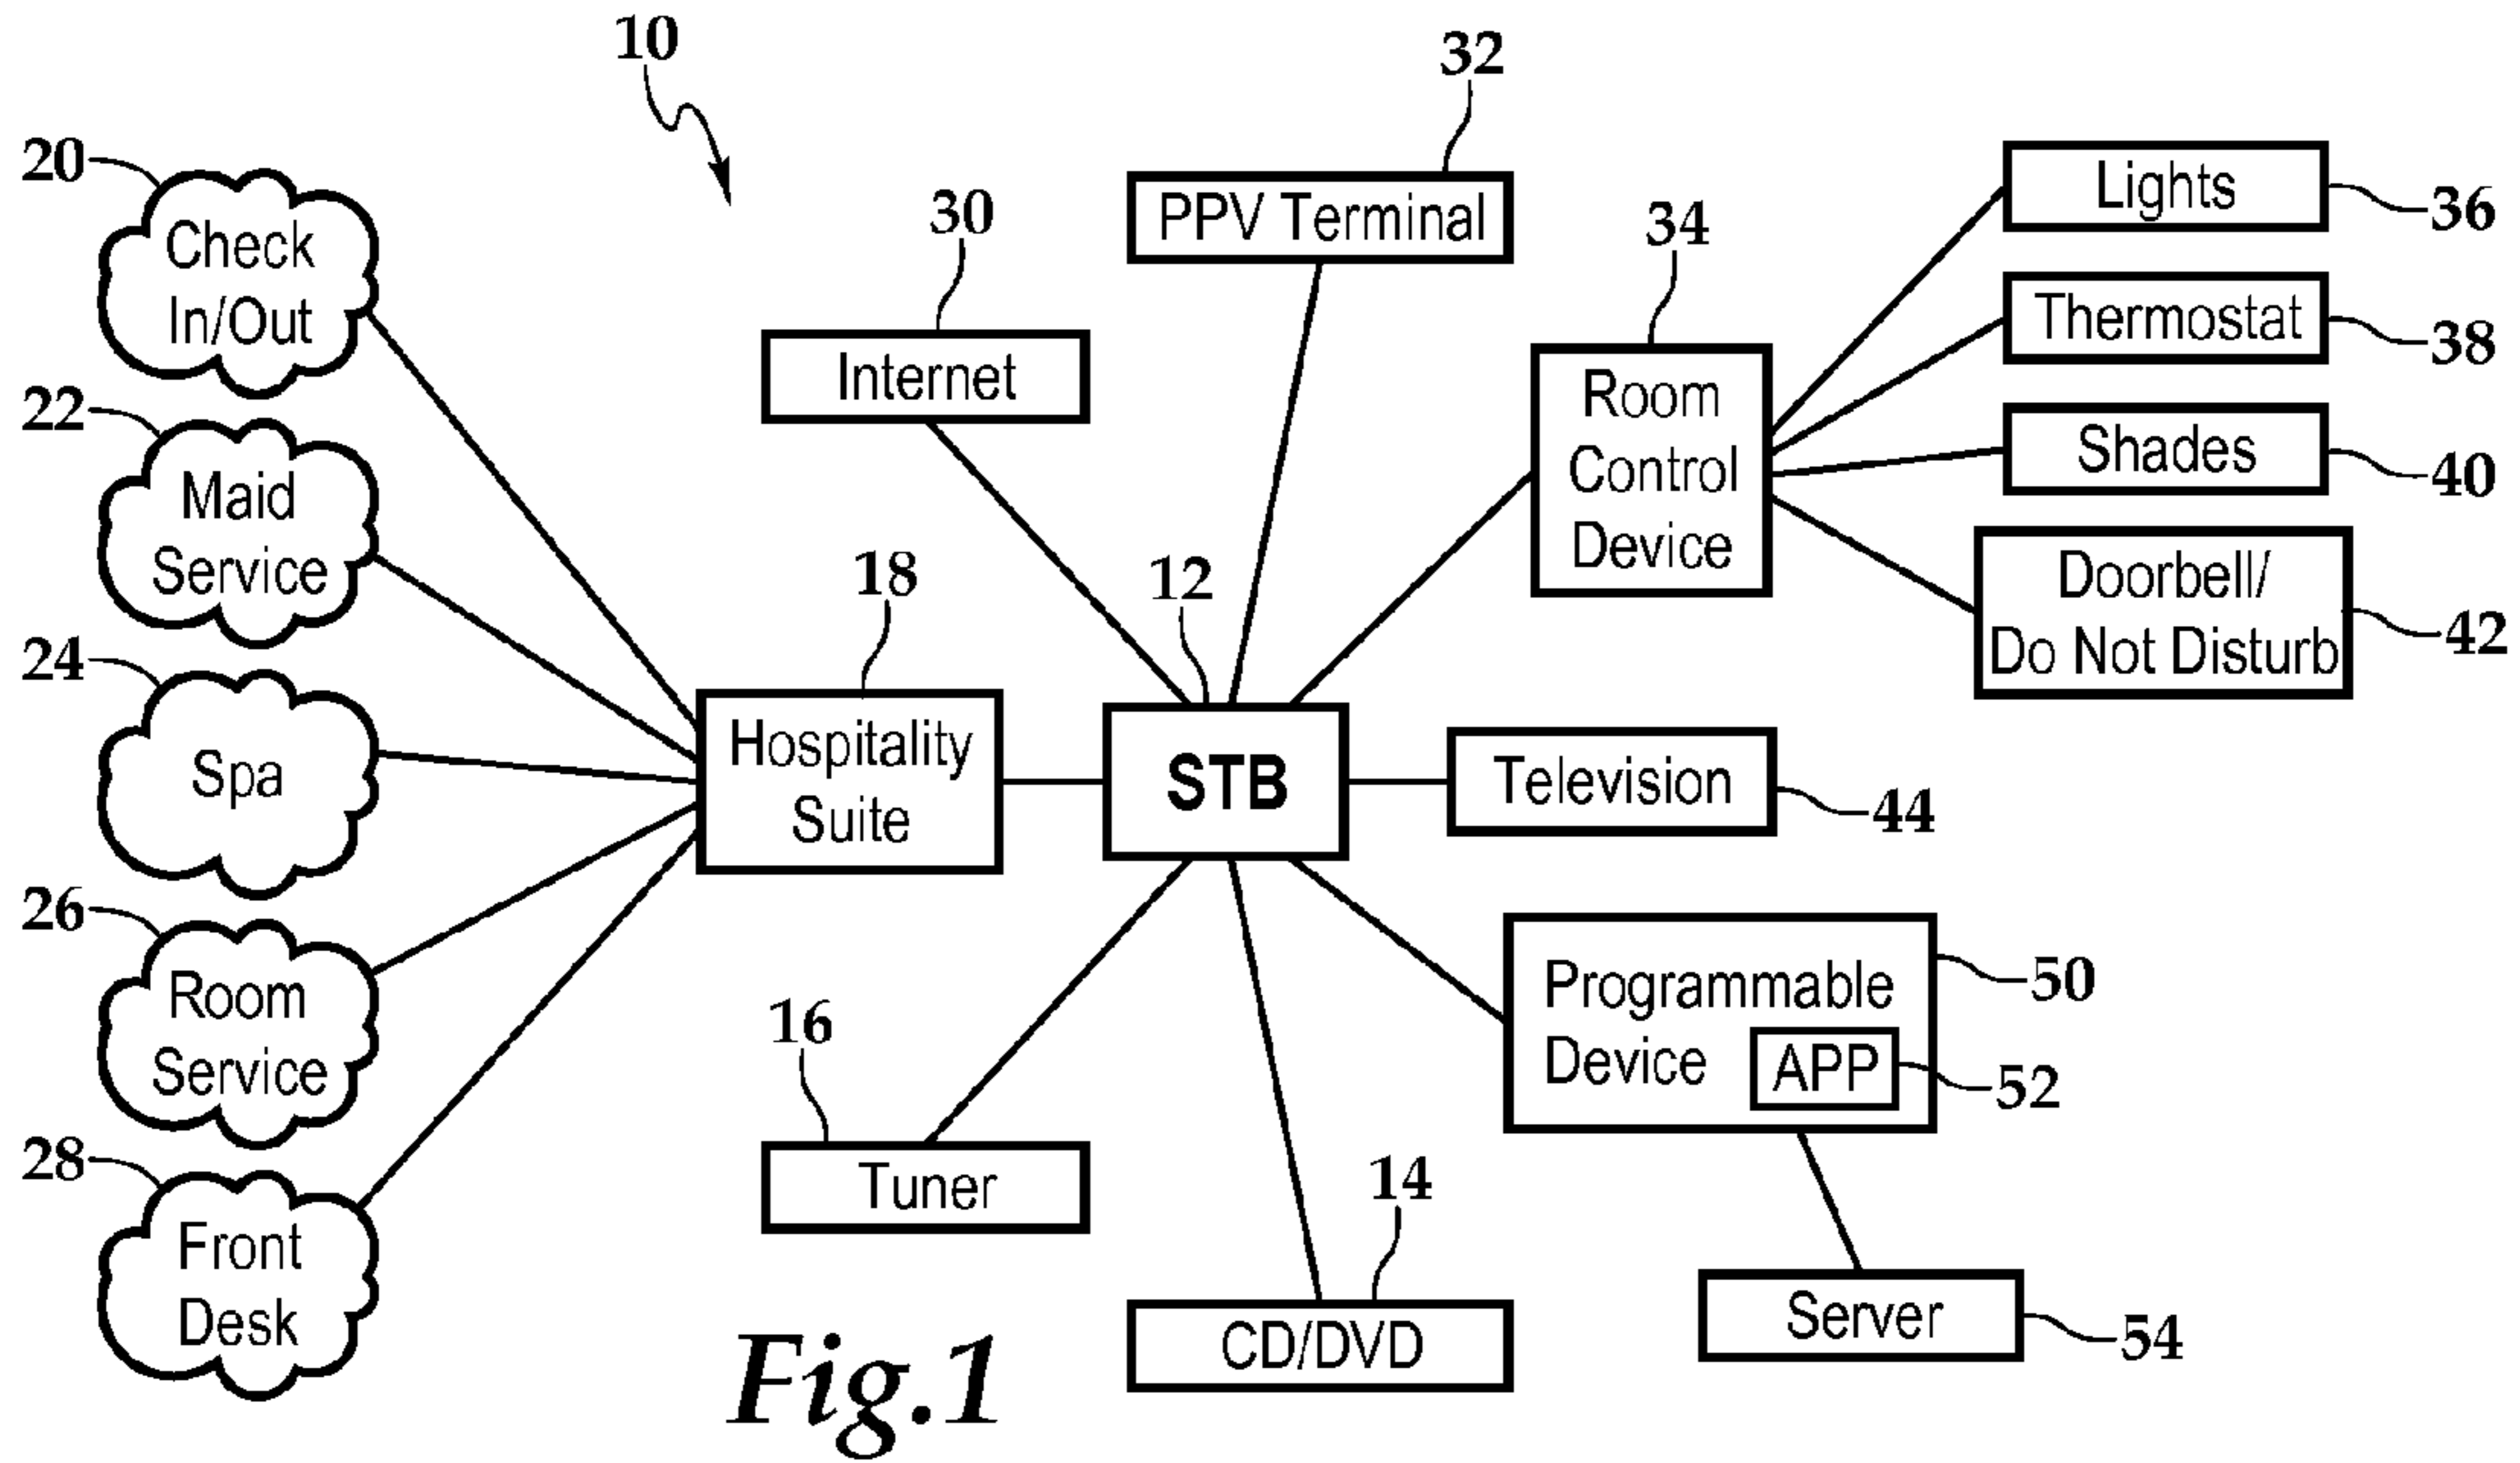 10
32
20
Check
In/Out
30
PPV Terminal
34
Lights
36
Internet
Thermostat
38
22
Maid
Service
Room
Control
Device
Shades
40
18
12
Doorbell/
Do Not Disturb
42
24
Spa
Hospitality
Suite
STB
Television
44
26
Room
Service
16
Programmable
Device
APP
50
52
28
Front
Desk
Tuner
14
CD/DVD
Server
54
Fig.1